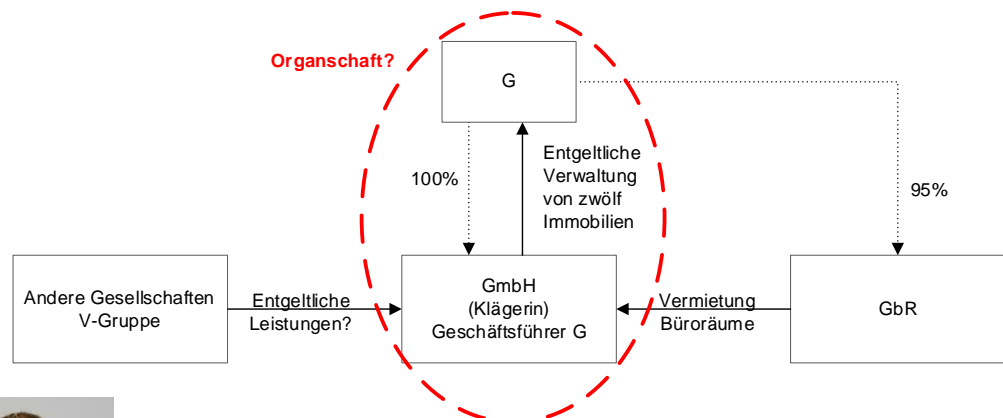 Organschaft?
G
100%
Entgeltliche
Verwaltung
von zwölf
Immobilien
95%
Andere Gesellschaften
V-Gruppe
Entgeltliche
Leistungen?
GmbH
(Klägerin)
Geschäftsführer G
Vermietung
Büroräume
GbR